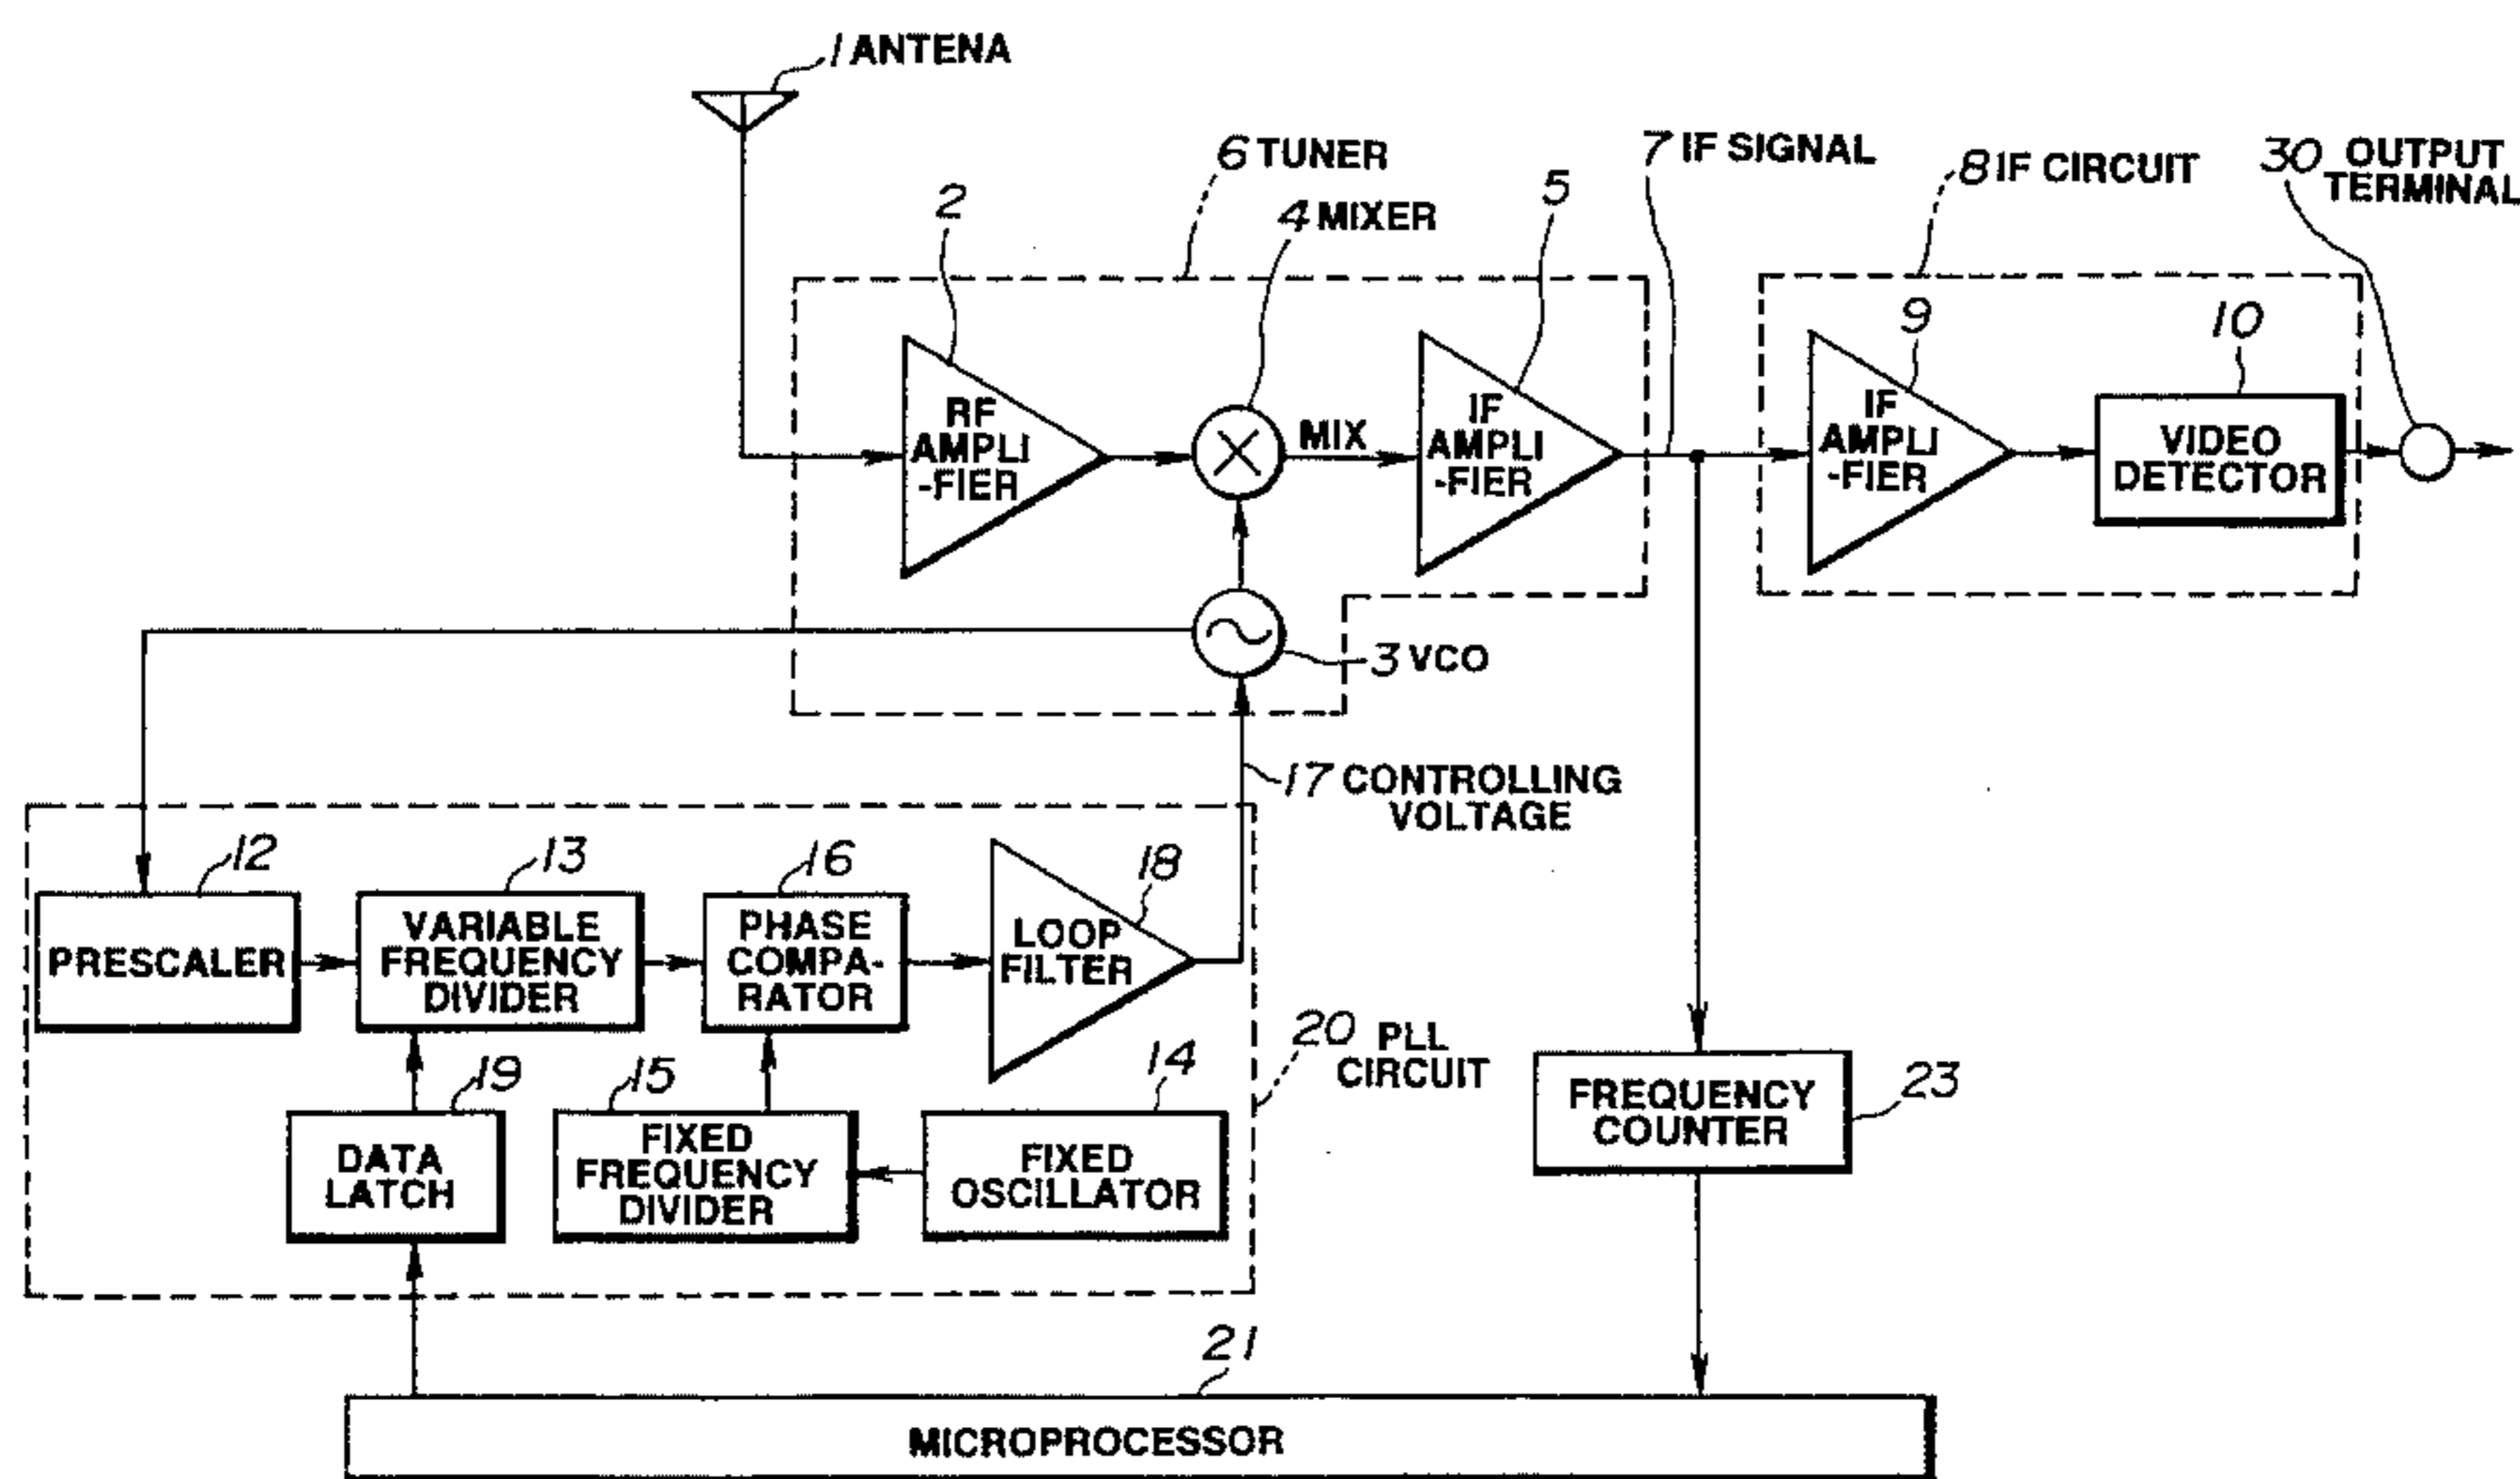 1 ANTENA
6 TUNER
7 IF SIGNAL
8 IF CIRCUIT
30 OUTPUT
TERMINAL
2
4 MIXER
5
9
10
RF
AMPLI
-FIER
MIX
IF
AMPLI
-FIER
IF
AMPLI
-FIER
VIDEO
DETECTOR
3 VCO
17 CONTROLLING
VOLTAGE
12
13
16
18
PRESCALER
VARIABLE
FREQUENCY
DIVIDER
PHASE
COMPA-
RATOR
LOOP
FILTER
20 PLL
CIRCUIT
19
15
14
23
DATA
LATCH
FIXED
FREQUENCY
DIVIDER
FIXED
OSCILLATOR
FREQUENCY
COUNTER
21
MICROPROCESSOR